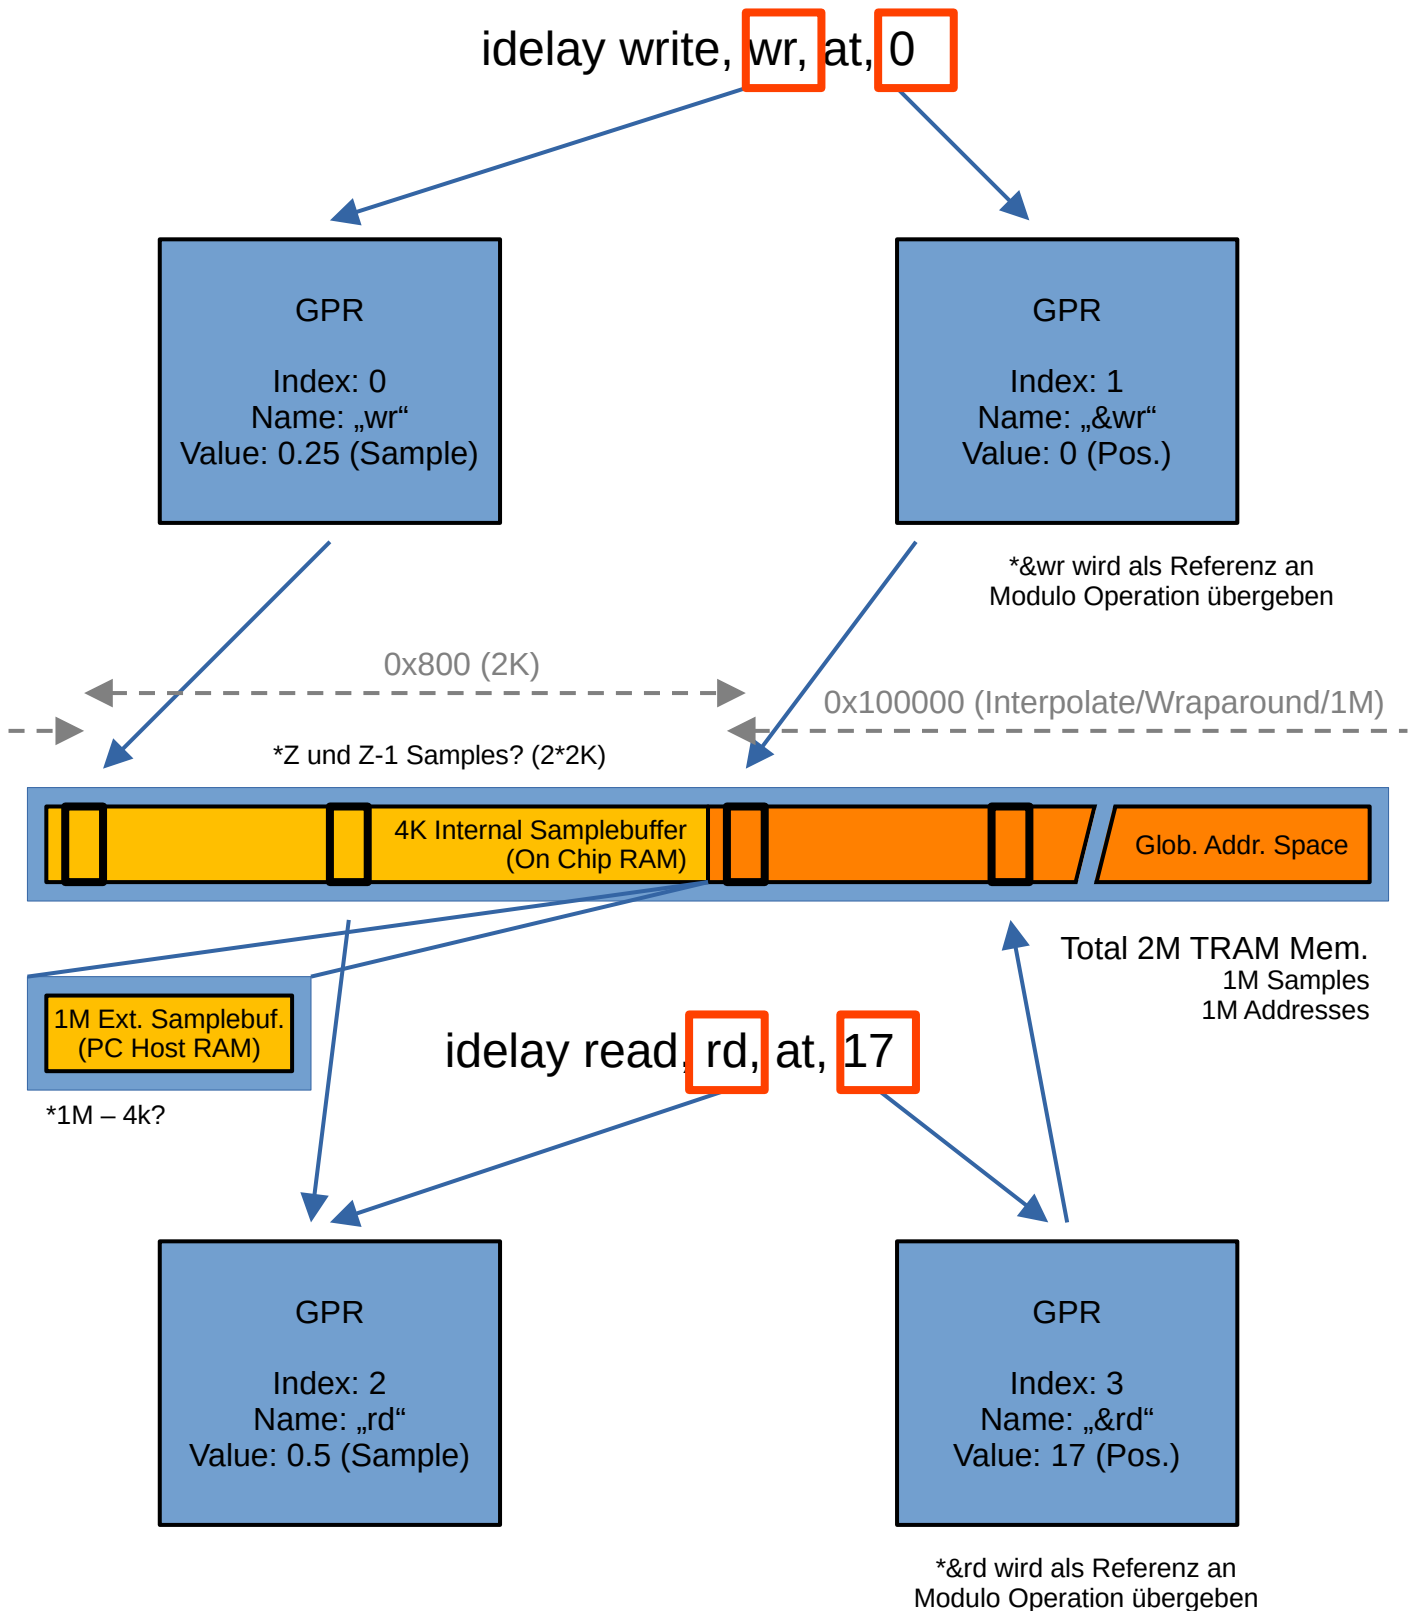 idelay write, wr, at, 0
GPR
Index: 0
Name: „wr“
Value: 0.25 (Sample)
GPR
Index: 1
Name: „&wr“
Value: 0 (Pos.)
*&wr wird als Referenz an
Modulo Operation übergeben
0x800 (2K)
0x100000 (Interpolate/Wraparound/1M)
*Z und Z-1 Samples? (2*2K)
4K Internal Samplebuffer
(On Chip RAM)
Glob. Addr. Space
Total 2M TRAM Mem.
1M Samples
1M Addresses
1M Ext. Samplebuf.
(PC Host RAM)
*1M – 4k?
idelay read, rd, at, 17
GPR
Index: 2
Name: „rd“
Value: 0.5 (Sample)
GPR
Index: 3
Name: „&rd“
Value: 17 (Pos.)
*&rd wird als Referenz an
Modulo Operation übergeben